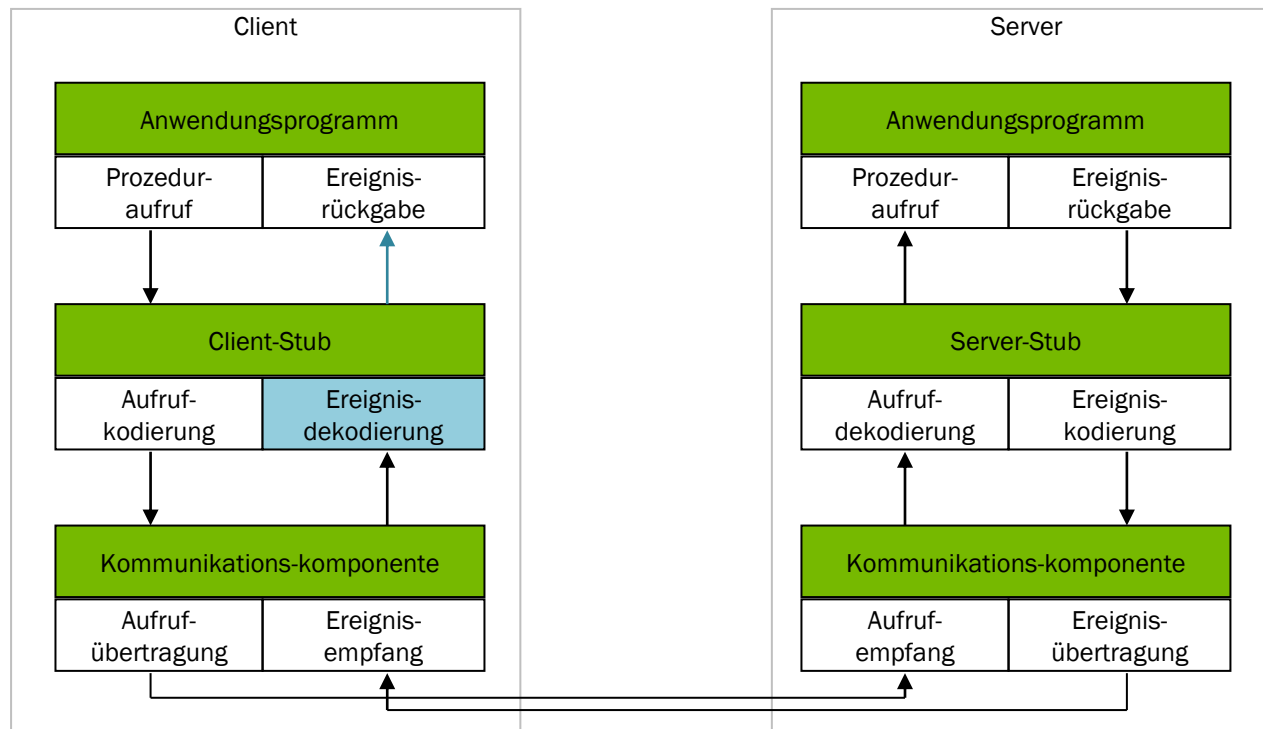 Client
Anwendungsprogramm
Prozedur-
aufruf
Ereignis-
rückgabe
Client-Stub
Aufruf-
kodierung
Ereignis-
dekodierung
Kommunikations-komponente
Aufruf-
übertragung
Ereignis-
empfang
Server
Anwendungsprogramm
Prozedur-
aufruf
Ereignis-
rückgabe
Server-Stub
Aufruf-
dekodierung
Ereignis-
kodierung
Kommunikations-komponente
Aufruf-
empfang
Ereignis-
übertragung